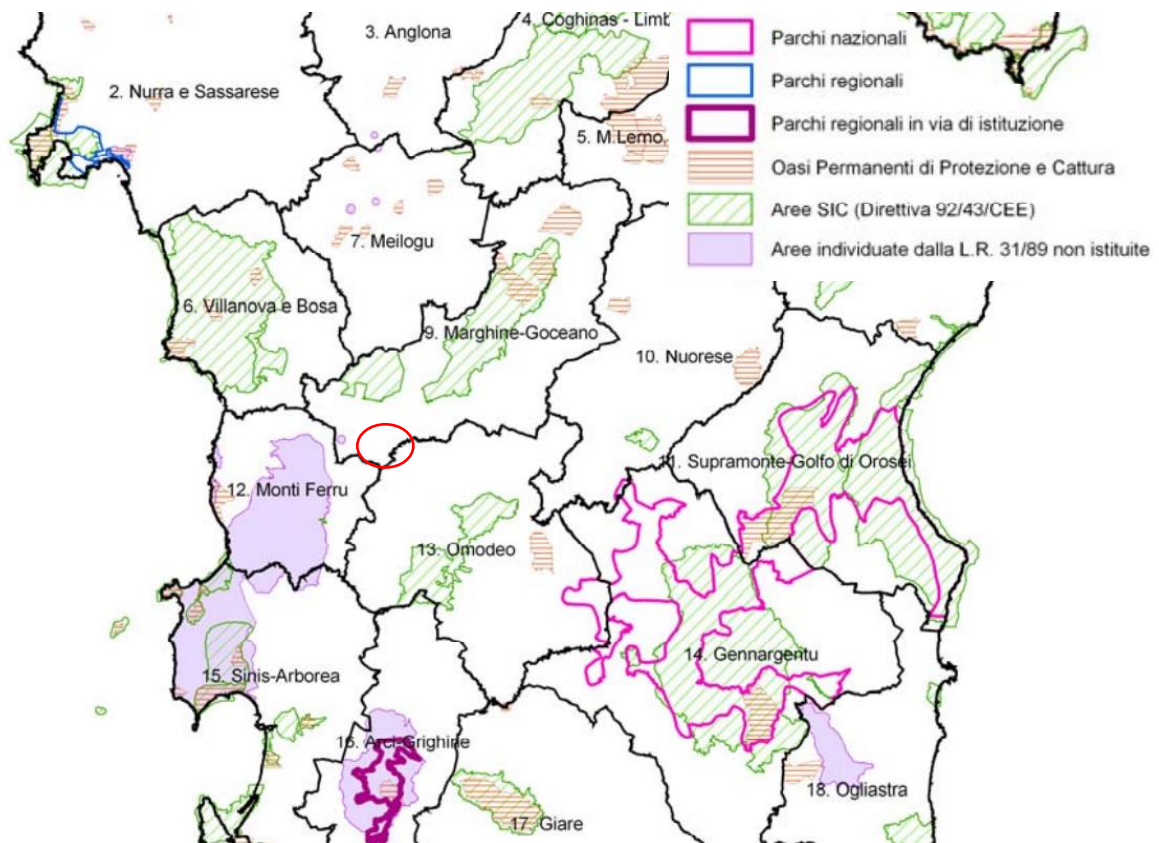 4. Coghinas - Limb
3. Anglona
2. Nurra e Sassarese
5. M.Lerno
7. Meilogu
6. Villanova e Bosa
9. Marghine-Goceano
10. Nuorese
11. Supramonte-Golfo di Orosei
12. Monti Ferru
13. Omodeo
14. Gennargentu
15. Sinis-Arborea
16. Arci-Grighine
18. Ogliastra
17. Giare
Parchi nazionali
Parchi regionali
Parchi regionali in via di istituzione
Oasi Permanenti di Protezione e Cattura
Aree SIC (Direttiva 92/43/CEE)
Aree individuate dalla L.R. 31/89 non istituite